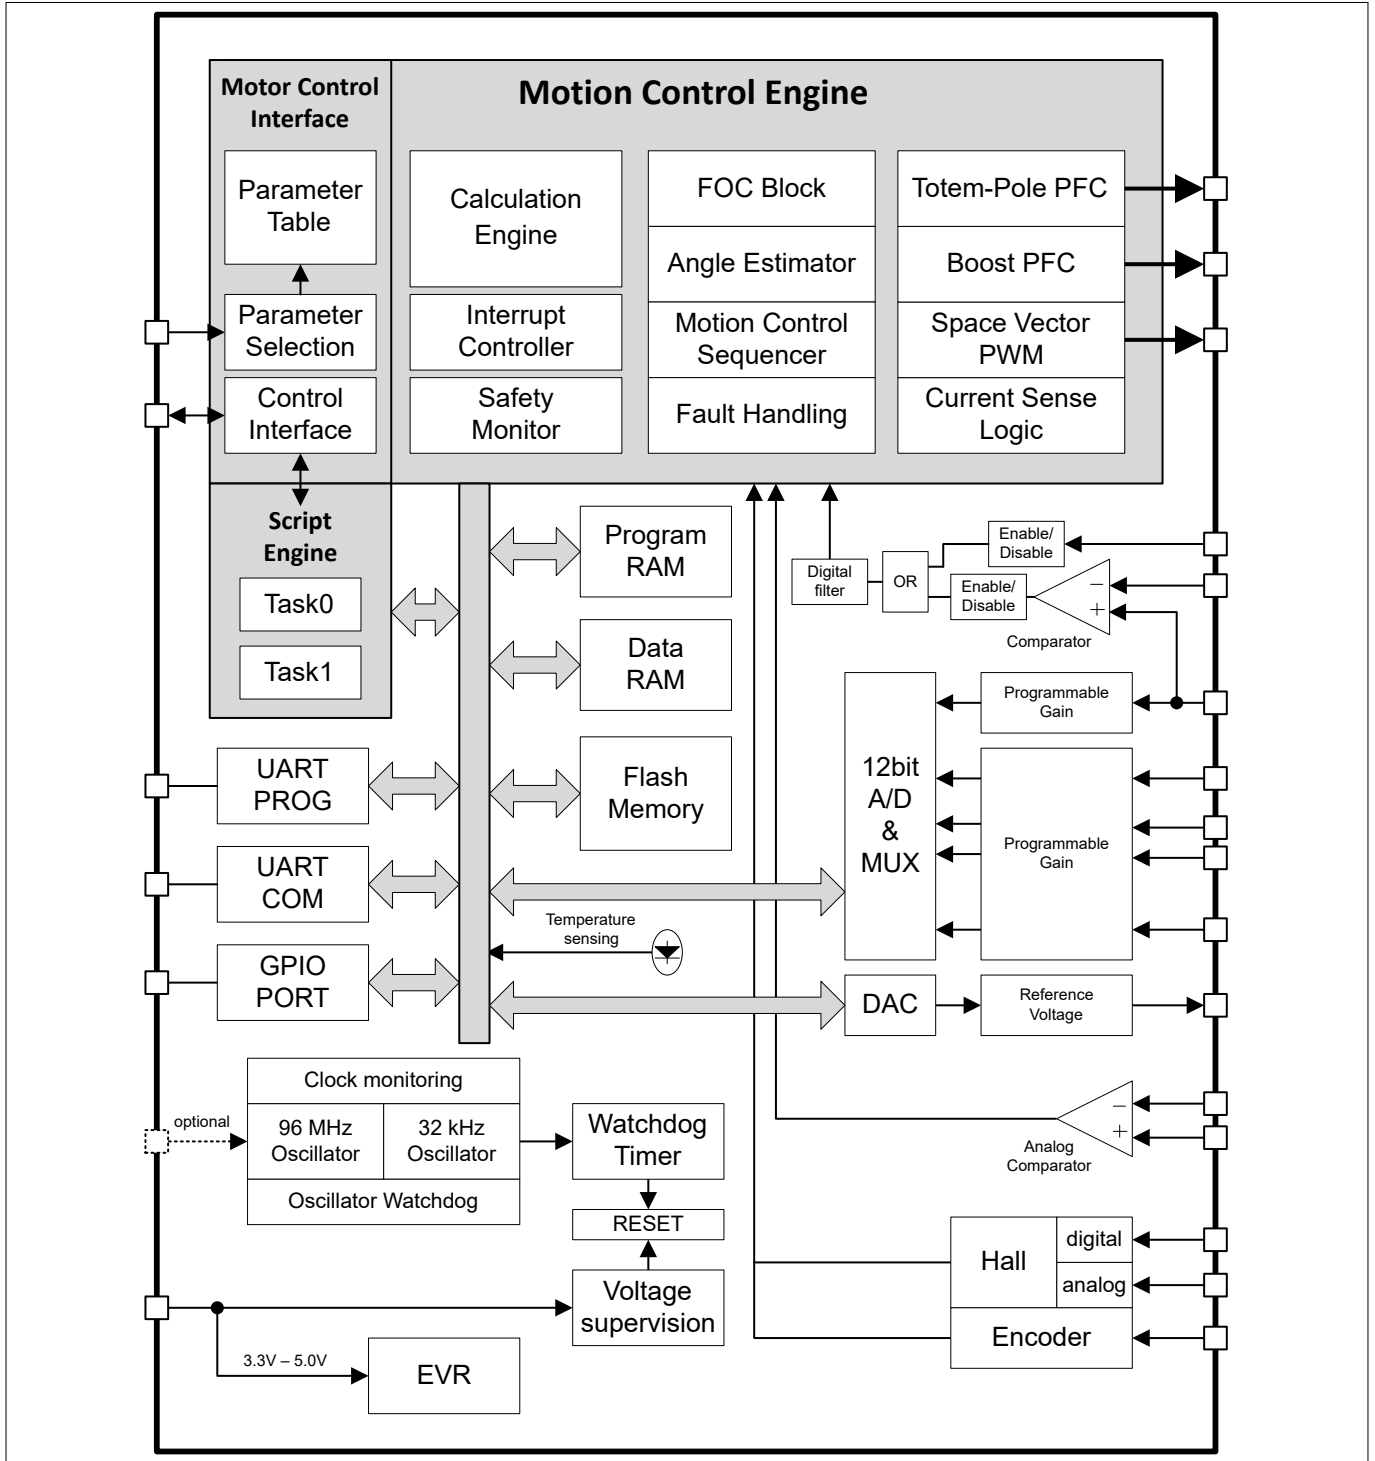 Motor Control
Interface
Motion Control Engine
Parameter
Table
Parameter
Selection
Control
Interface
Calculation
Engine
Interrupt
Controller
Safety
Monitor
FOC Block
Angle Estimator
Motion Control
Sequencer
Fault Handling
Totem-Pole PFC
Boost PFC
Space Vector
PWM
Current Sense
Logic
Script
Engine
Task0
Task1
Program
RAM
Data
RAM
Flash
Memory
Digital
filter
OR
Enable/
Disable
Enable/
Disable
−
+
Comparator
Programmable
Gain
12bit
A/D
&
MUX
Programmable
Gain
UART
PROG
UART
COM
GPIO
PORT
Temperature
sensing
DAC
Reference
Voltage
optional
Clock monitoring
96 MHz
Oscillator
32 kHz
Oscillator
Oscillator Watchdog
Watchdog
Timer
RESET
Voltage
supervision
3.3V – 5.0V
EVR
−
+
Analog
Comparator
Hall
digital
analog
Encoder